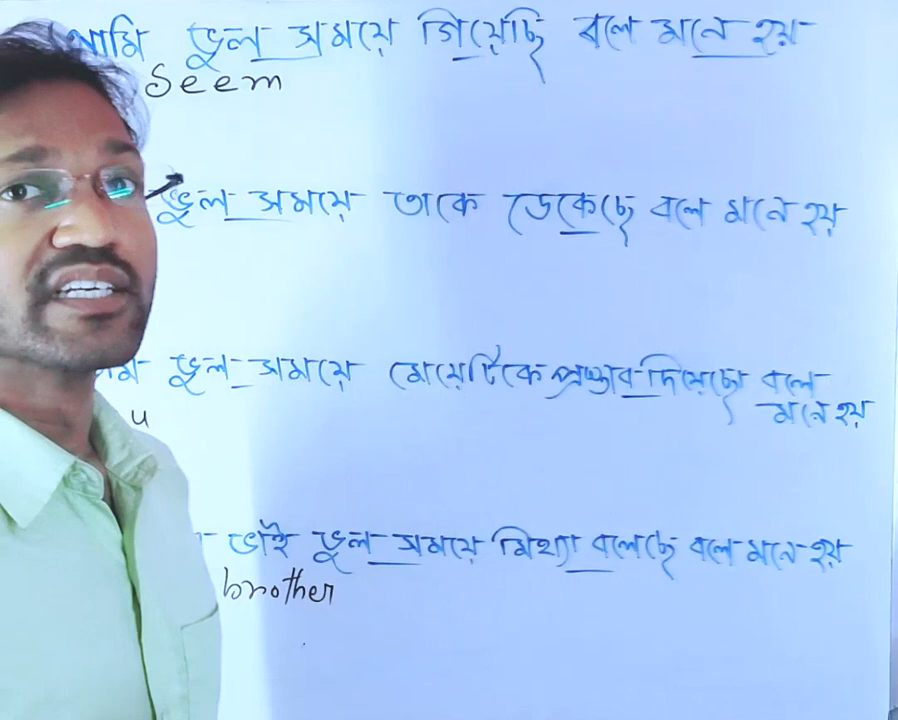 আমি ভুল সময়ে গিয়েছি বলে মনে হয়
Seem
ভুল সময়ে তাকে ডেকেছে বলে মনে হয়
ভুল সময়ে মেয়েটিকে প্রস্তাব দিয়েছো বলে
মনে হয়
u
ভাই ভুল সময়ে মিথ্যা বলেছে বলে মনে হয়
brother